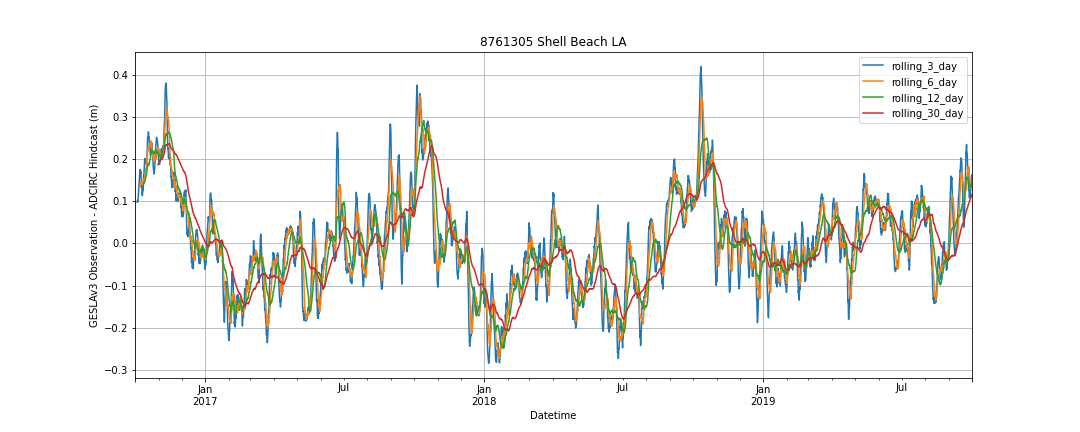 8761305 Shell Beach LA
GESLAv3 Observation - ADCIRC Hindcast (m)
0.4
0.3
0.2
0.1
0.0
−0.1
−0.2
−0.3
rolling_3_day
rolling_6_day
rolling_12_day
rolling_30_day
Jan Jul Jan Jul Jan Jul
2017 2018 2019
Datetime